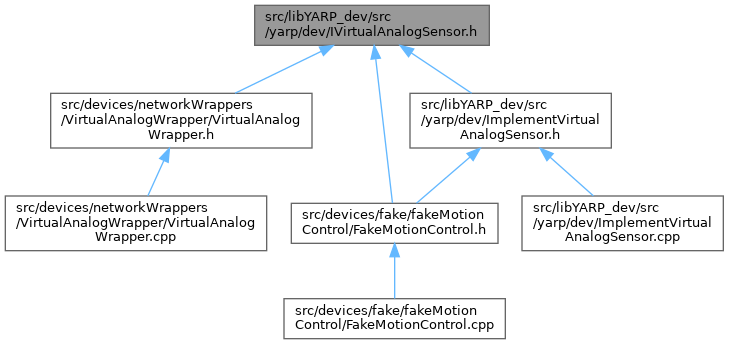 src/libYARP_dev/src
/yarp/dev/IVirtualAnalogSensor.h
src/devices/networkWrappers
/VirtualAnalogWrapper/VirtualAnalog
Wrapper.h
src/libYARP_dev/src
/yarp/dev/ImplementVirtual
AnalogSensor.h
src/devices/networkWrappers
/VirtualAnalogWrapper/VirtualAnalog
Wrapper.cpp
src/devices/fake/fakeMotion
Control/FakeMotionControl.h
src/libYARP_dev/src
/yarp/dev/ImplementVirtual
AnalogSensor.cpp
src/devices/fake/fakeMotion
Control/FakeMotionControl.cpp